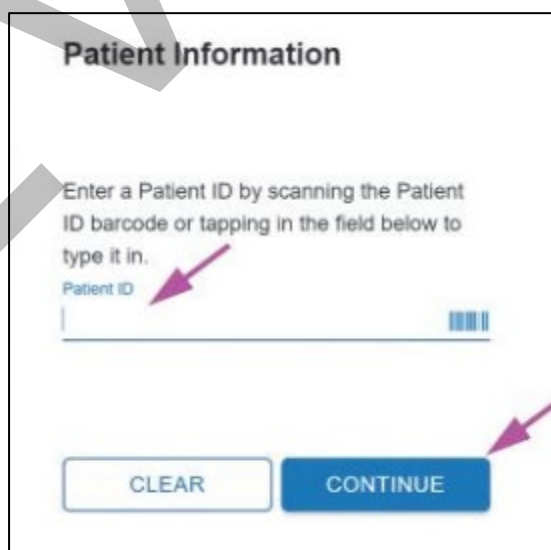 Patient Information
Enter a Patient ID by scanning the Patient
ID barcode or tapping in the field below to
type it in.
Patient ID
CLEAR
CONTINUE